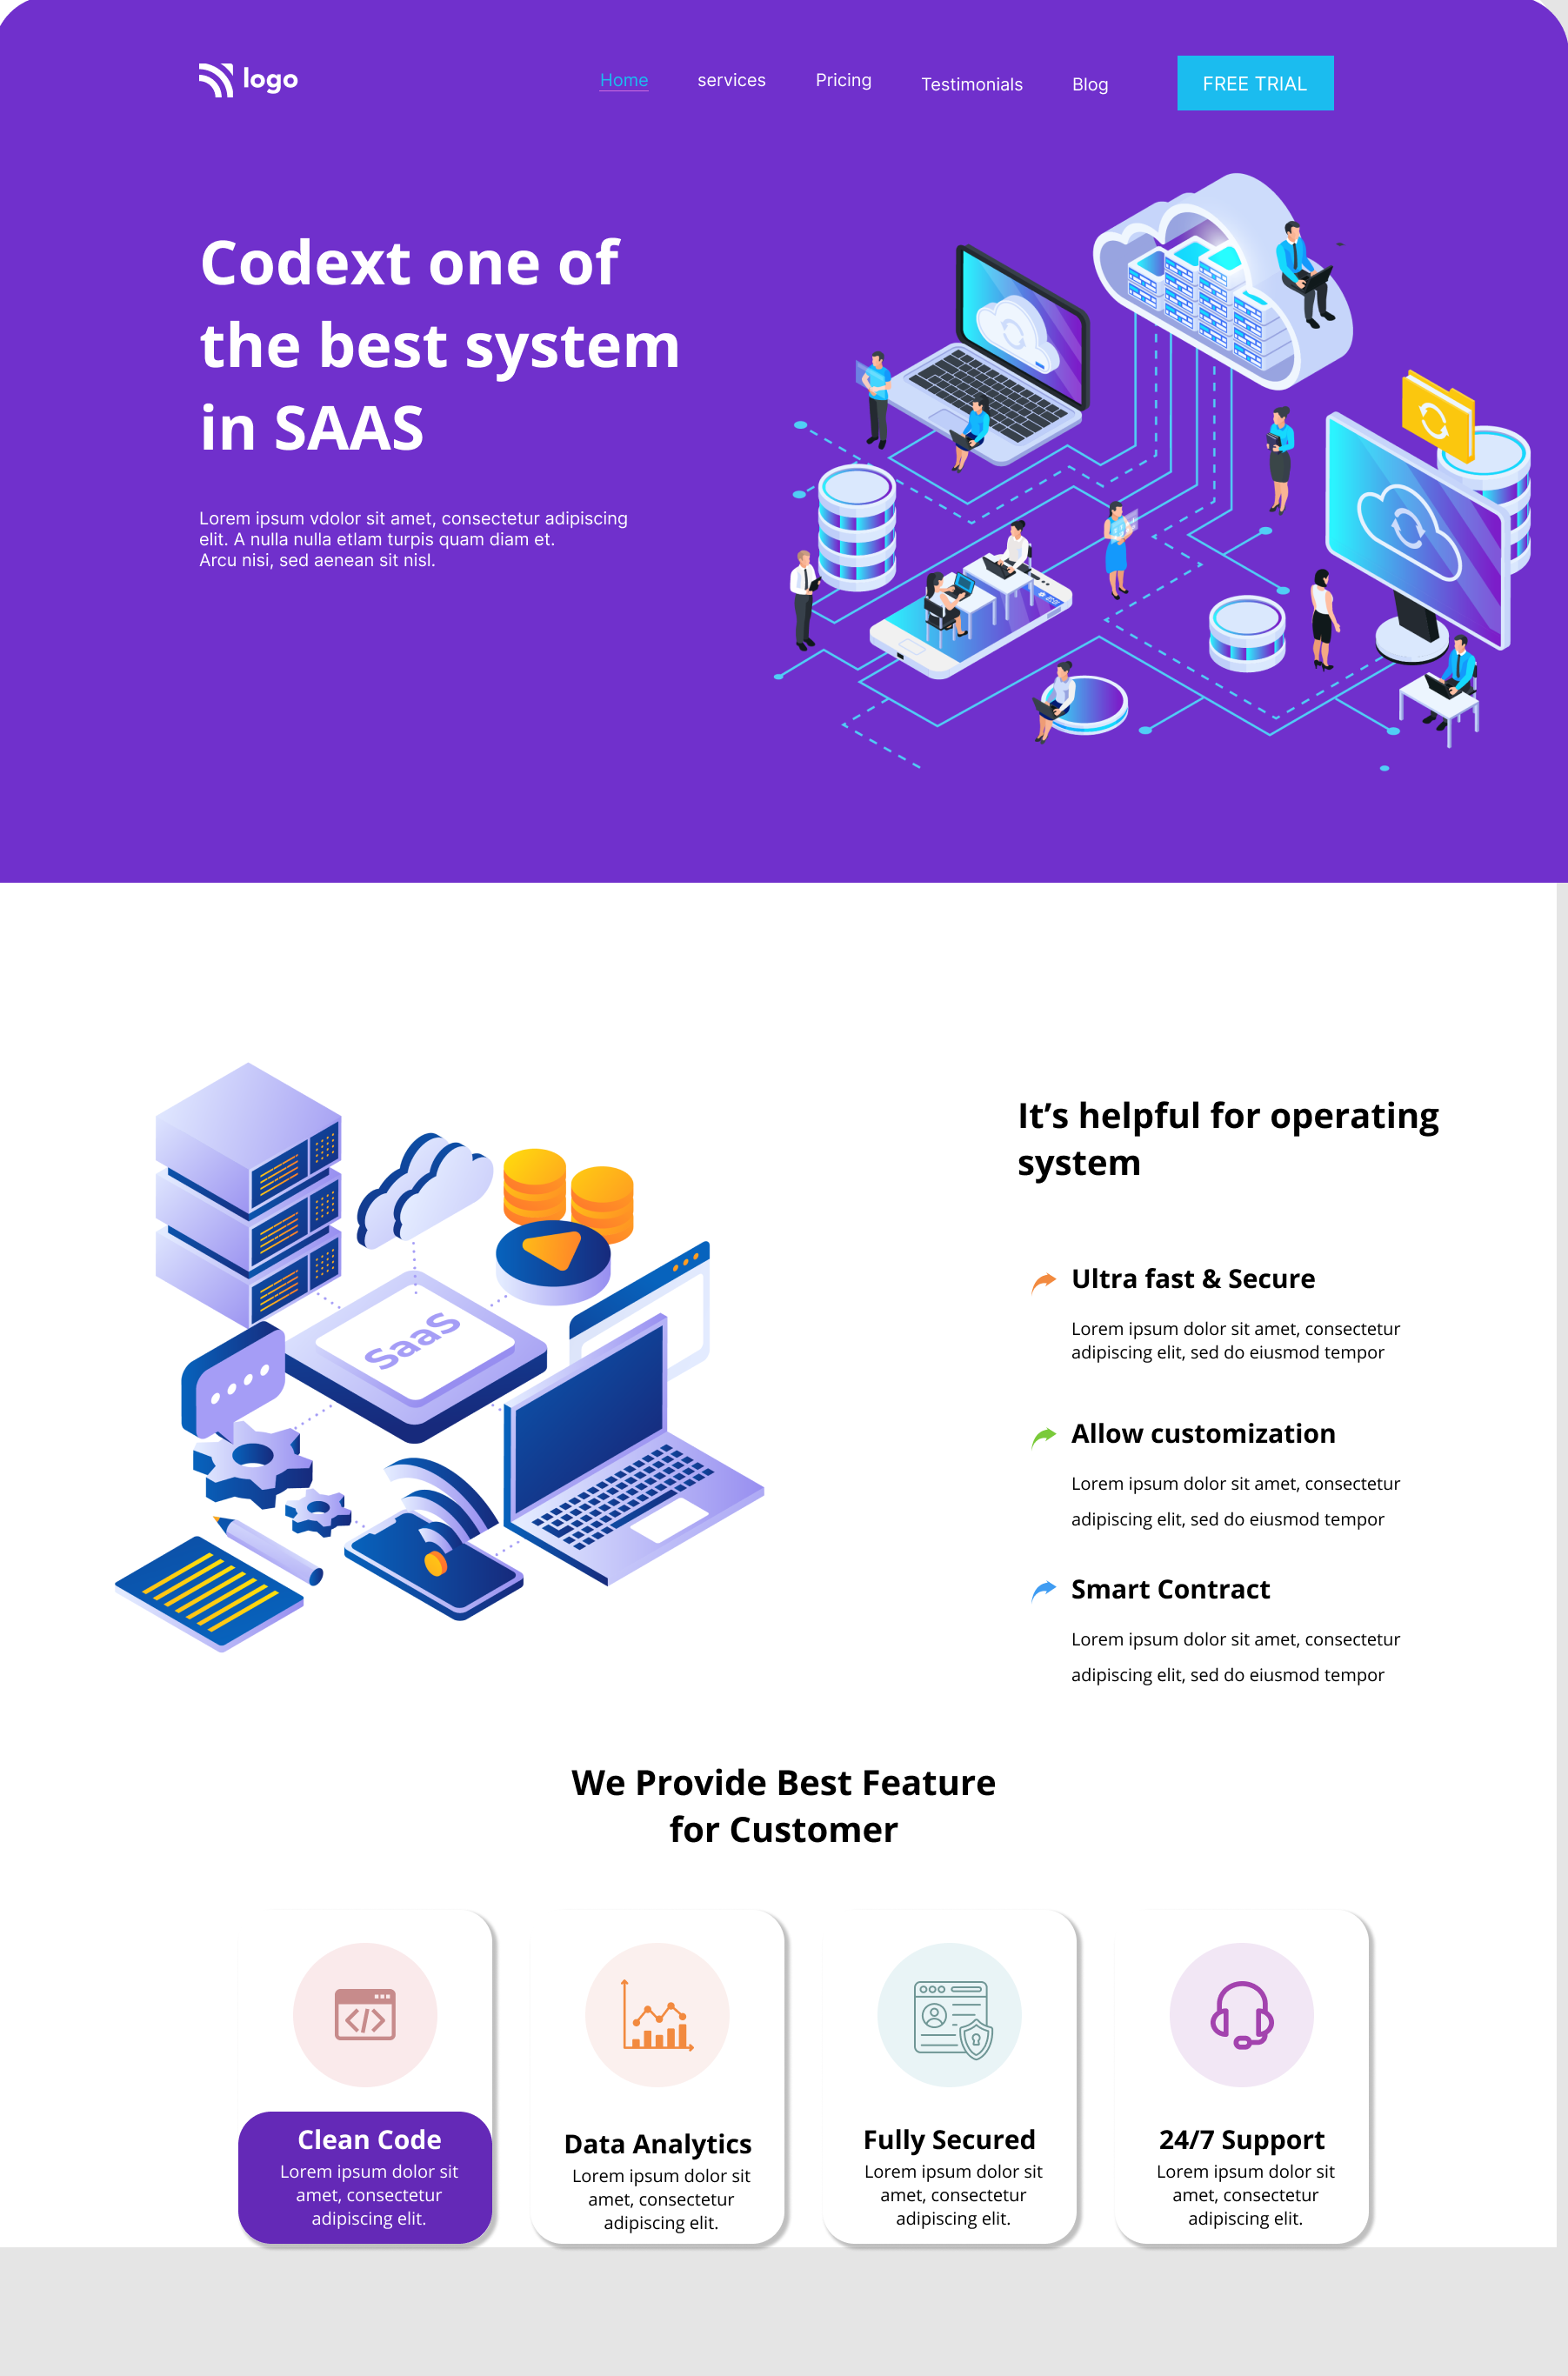 logo
Home
services
Pricing
Testimonials
Blog
FREE TRIAL
Codext one of
the best system
in SAAS
Lorem ipsum vdolor sit amet, consectetur adipiscing
elit. A nulla nulla etlam turpis quam diam et.
Arcu nisi, sed aenean sit nisl.
SaaS
It’s helpful for operating
system
Ultra fast & Secure
Lorem ipsum dolor sit amet, consectetur
adipiscing elit, sed do eiusmod tempor
Allow customization
Lorem ipsum dolor sit amet, consectetur
adipiscing elit, sed do eiusmod tempor
Smart Contract
Lorem ipsum dolor sit amet, consectetur
adipiscing elit, sed do eiusmod tempor
We Provide Best Feature
for Customer
Clean Code
Lorem ipsum dolor sit
amet, consectetur
adipiscing elit.
Data Analytics
Lorem ipsum dolor sit
amet, consectetur
adipiscing elit.
Fully Secured
Lorem ipsum dolor sit
amet, consectetur
adipiscing elit.
24/7 Support
Lorem ipsum dolor sit
amet, consectetur
adipiscing elit.